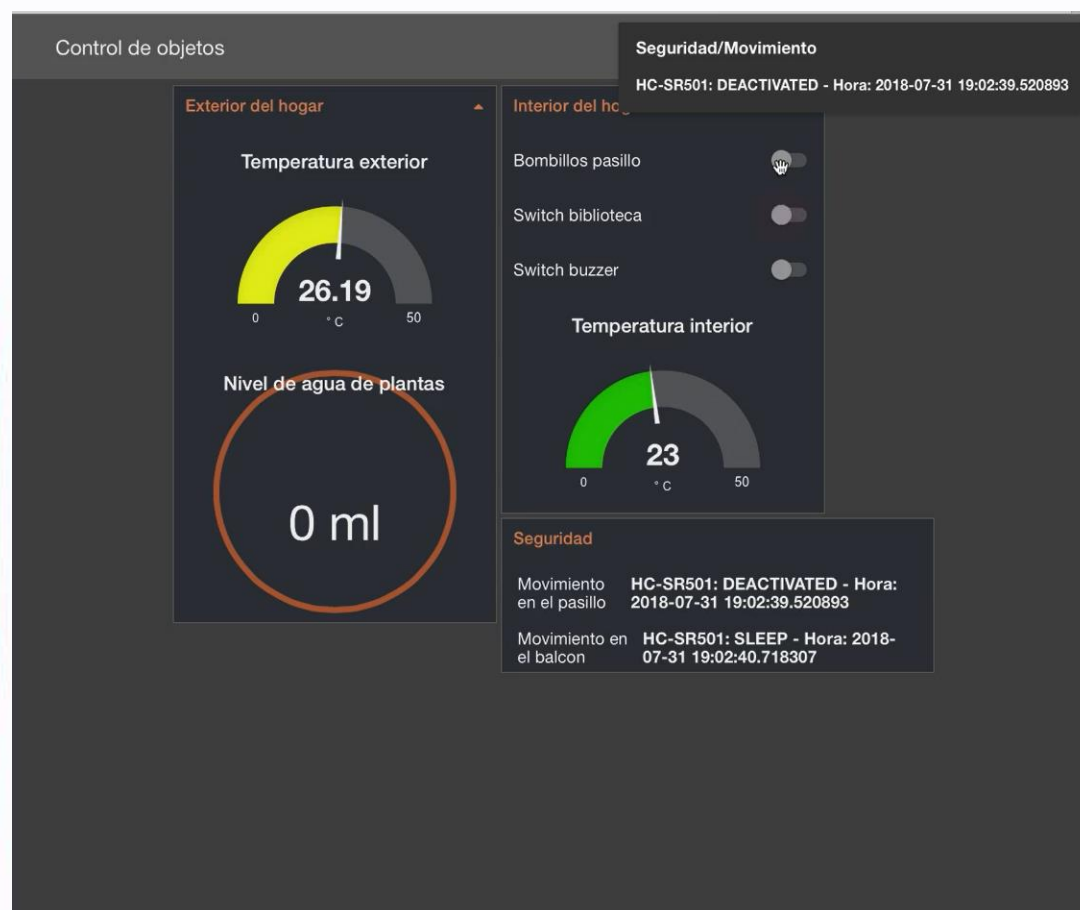 Control de objetos
Seguridad/Movimiento
HC-SR501: DEACTIVATED - Hora: 2018-07-31 19:02:39.520893
Exterior del hogar
Temperatura exterior
26.19
0
° C
50
Nivel de agua de plantas
0 ml
Interior del
Bombillos pasillo
Switch biblioteca
Switch buzzer
Temperatura interior
23
0
° C
50
Seguridad
Movimiento
en el pasillo
HC-SR501: DEACTIVATED - Hora:
2018-07-31 19:02:39.520893
Movimiento en
el balcon
HC-SR501: SLEEP - Hora: 2018-
07-31 19:02:40.718307